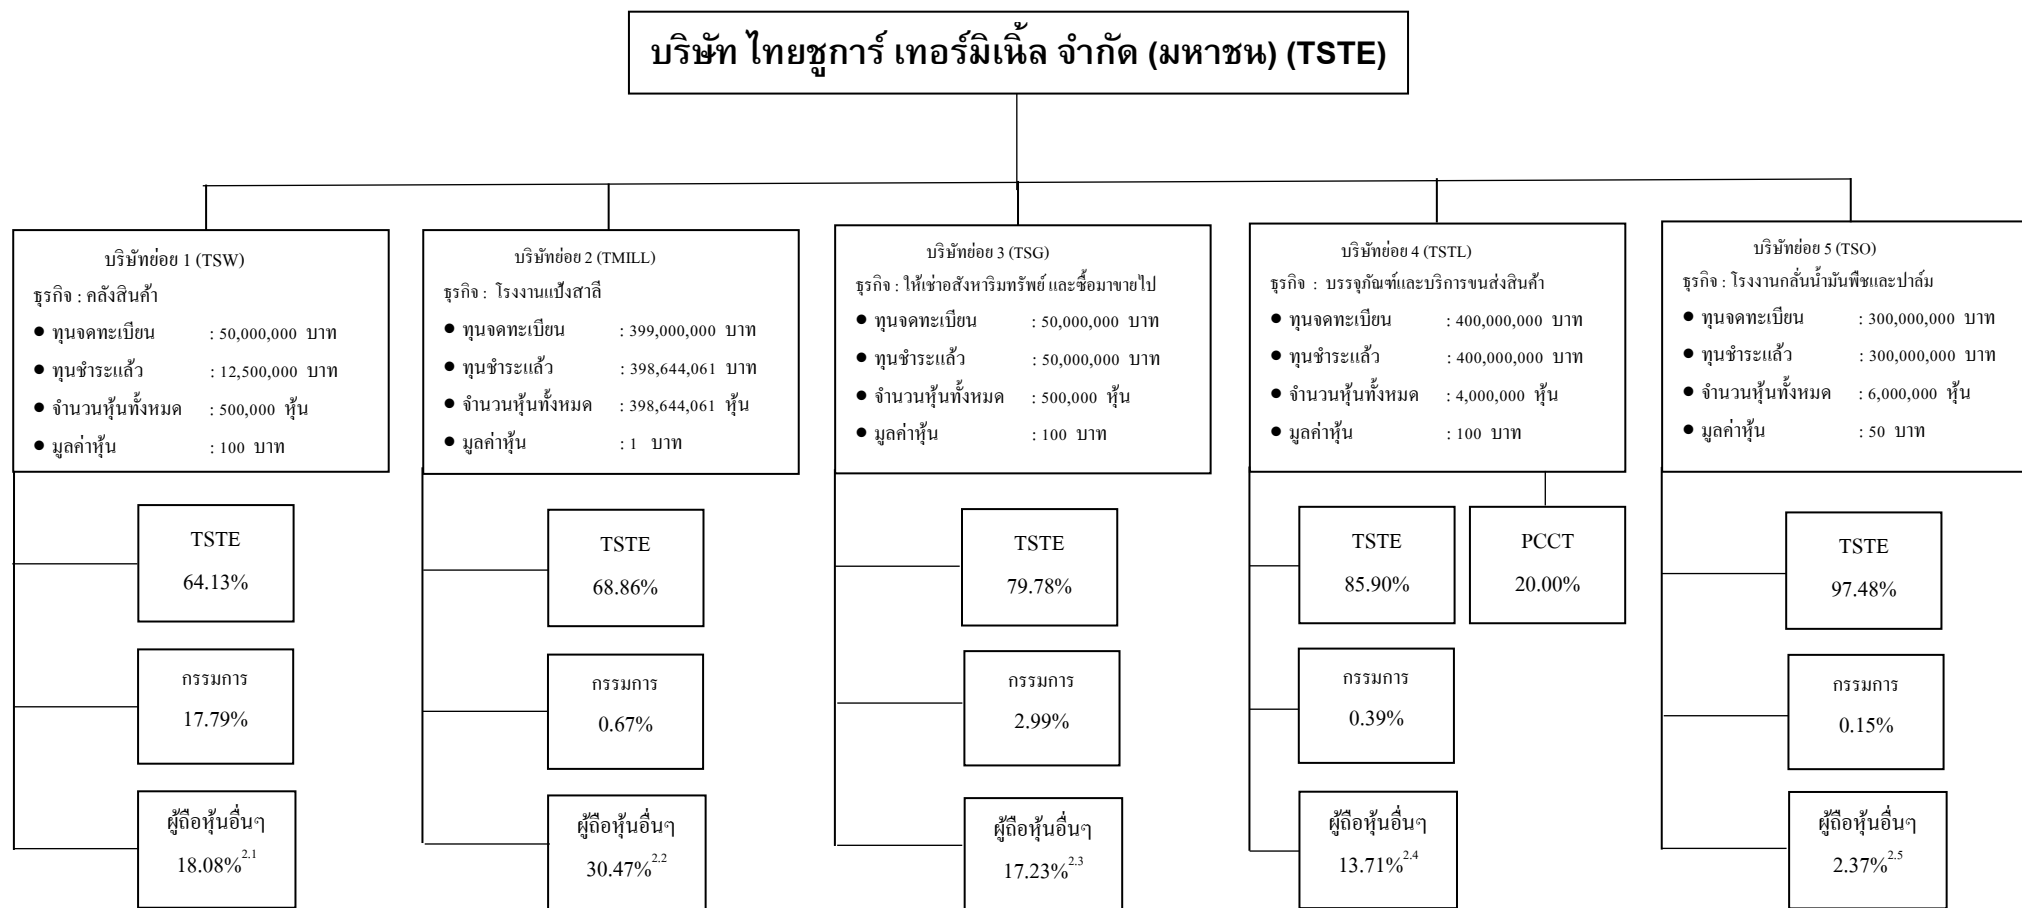 บริษัท ไทยชูการ์ เทอร์มิเนิ้ล จำกัด (มหาชน) (TSTE)
บริษัทย่อย 1 (TSW)
ธุรกิจ : คลังสินค้า
● ทุนจดทะเบียน : 50,000,000 บาท
● ทุนชำระแล้ว : 12,500,000 บาท
● จำนวนหุ้นทั้งหมด : 500,000 หุ้น
● มูลค่าหุ้น : 100 บาท
TSTE
64.13%
กรรมการ
17.79%
ผู้ถือหุ้นอื่นๆ
18.08%2.1
บริษัทย่อย 2 (TMILL)
ธุรกิจ : โรงงานแป้งสาลี
● ทุนจดทะเบียน : 399,000,000 บาท
● ทุนชำระแล้ว : 398,644,061 บาท
● จำนวนหุ้นทั้งหมด : 398,644,061 หุ้น
● มูลค่าหุ้น : 1 บาท
TSTE
68.86%
กรรมการ
0.67%
ผู้ถือหุ้นอื่นๆ
30.47%2.2
บริษัทย่อย 3 (TSG)
ธุรกิจ : ให้เช่าอสังหาริมทรัพย์ และซื้อมาขายไป
● ทุนจดทะเบียน : 50,000,000 บาท
● ทุนชำระแล้ว : 50,000,000 บาท
● จำนวนหุ้นทั้งหมด : 500,000 หุ้น
● มูลค่าหุ้น : 100 บาท
TSTE
79.78%
กรรมการ
2.99%
ผู้ถือหุ้นอื่นๆ
17.23%2.3
บริษัทย่อย 4 (TSTL)
ธุรกิจ : บรรจุภัณฑ์และบริการขนส่งสินค้า
● ทุนจดทะเบียน : 400,000,000 บาท
● ทุนชำระแล้ว : 400,000,000 บาท
● จำนวนหุ้นทั้งหมด : 4,000,000 หุ้น
● มูลค่าหุ้น : 100 บาท
TSTE
85.90%
PCCT
20.00%
กรรมการ
0.39%
ผู้ถือหุ้นอื่นๆ
13.71%2.4
บริษัทย่อย 5 (TSO)
ธุรกิจ : โรงงานกลั่นน้ำมันพืชและปาล์ม
● ทุนจดทะเบียน : 300,000,000 บาท
● ทุนชำระแล้ว : 300,000,000 บาท
● จำนวนหุ้นทั้งหมด : 6,000,000 หุ้น
● มูลค่าหุ้น : 50 บาท
TSTE
97.48%
กรรมการ
0.15%
ผู้ถือหุ้นอื่นๆ
2.37%2.5